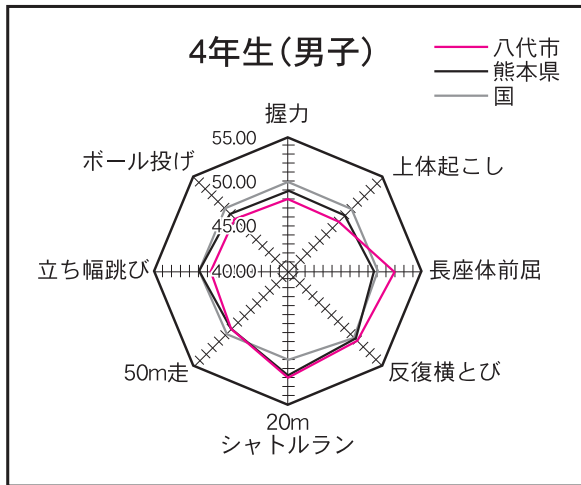 4年生(男子)
八代市
熊本県
国
握力
55.00
50.00
45.00
40.00
上体起こし
長座体前屈
反復横とび
20m
シャトルラン
50m走
立ち幅跳び
ボール投げ